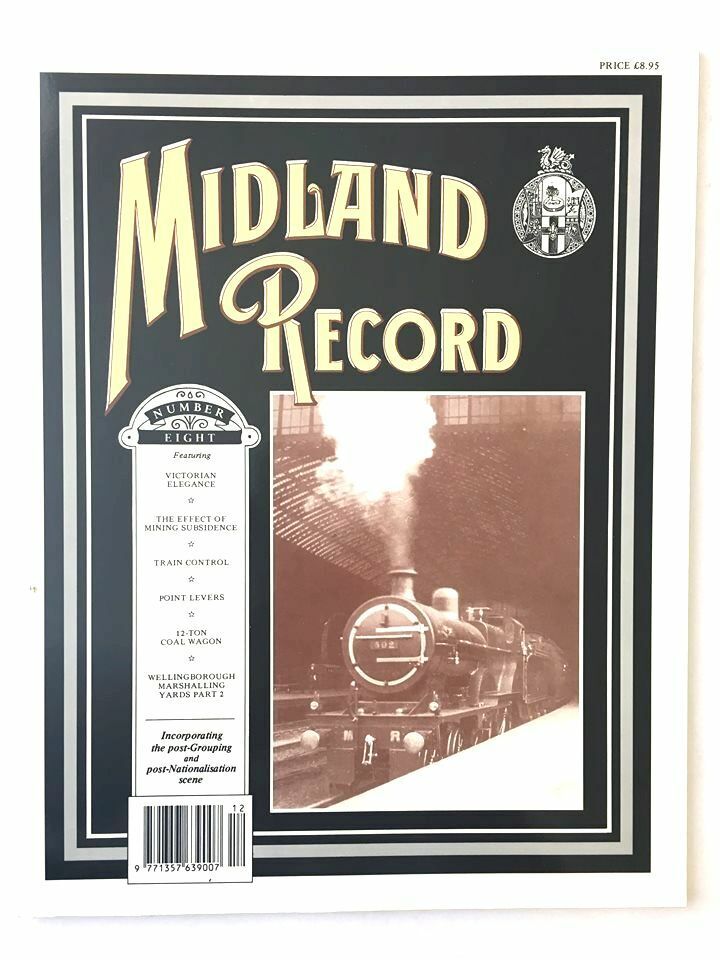 PRICE £8.95
MIDLAND
RECORD
NUMBER
EIGHT
Featuring
VICTORIAN
ELEGANCE
☆
THE EFFECT OF
MINING SUBSIDENCE
☆
TRAIN CONTROL
☆
POINT LEVERS
☆
12-TON
COAL WAGON
☆
WELLINGBOROUGH
MARSHALLING
YARDS PART 2
Incorporating
the post-Grouping
and
post-Nationalisation
scene
502
M R
12
9 771357 639007